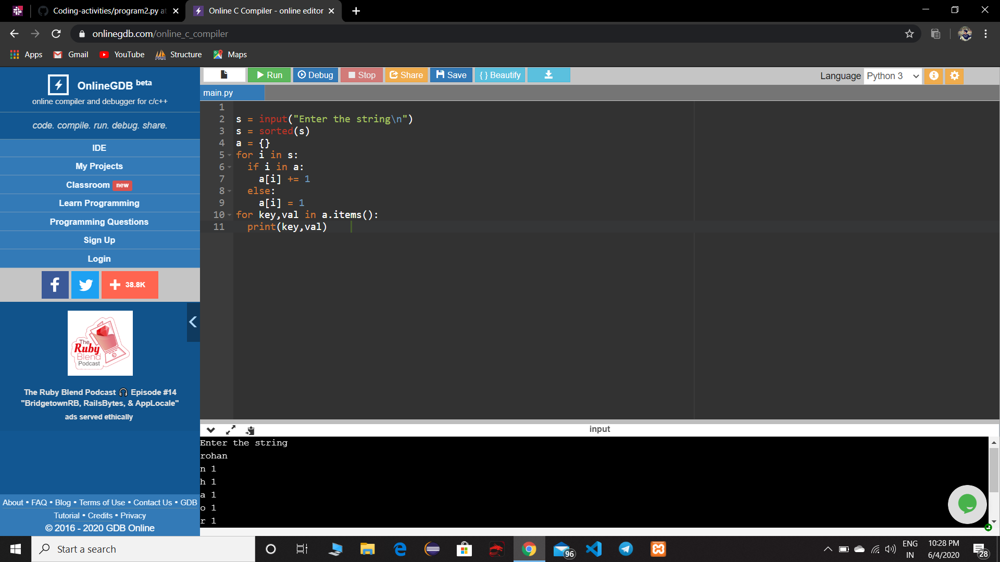 Coding-activities/program2.py at
Online C Compiler - online editor
onlinegdb.com/online_c_compiler
Apps Gmail YouTube Structure Maps
OnlineGDB beta
online compiler and debugger for c/c++
code. compile. run. debug. share.
IDE
My Projects
Classroom new
Learn Programming
Programming Questions
Sign Up
Login
38.8K
The
Ruby
Blend
Podcast
The Ruby Blend Podcast 🎧 Episode #14
"BridgetownRB, RailsBytes, & AppLocale"
ads served ethically
About • FAQ • Blog • Terms of Use • Contact Us • GDB
Tutorial • Credits • Privacy
© 2016 - 2020 GDB Online
Run Debug Stop Share Save { } Beautify
Language Python 3
main.py
1
2 s = input("Enter the string\n")
3 s = sorted(s)
4 a = {}
5 for i in s:
6   if i in a:
7     a[i] += 1
8   else:
9     a[i] = 1
10 for key,val in a.items():
11   print(key,val)
input
Enter the string
rohan
n 1
h 1
a 1
o 1
r 1
Start a search
96
ENG
IN
10:28 PM
6/4/2020
28